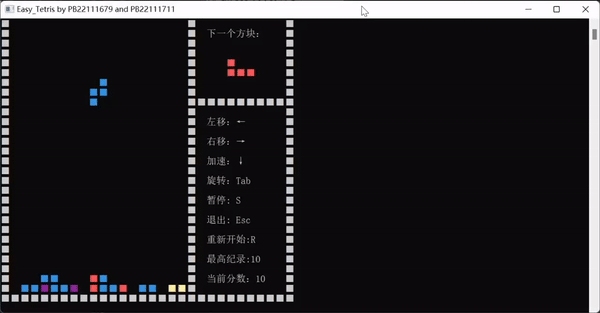 Easy_Tetris by PB22111679 and PB22111711
下一个方块:
左移: ←
右移: →
加速: ↓
旋转: Tab
暂停: S
退出: Esc
重新开始:R
最高纪录:10
当前分数: 10